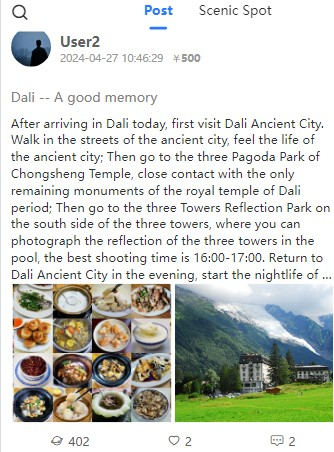 Post Scenic Spot
User2
2024-04-27 10:46:29 ¥500
Dali -- A good memory
After arriving in Dali today, first visit Dali Ancient City.
Walk in the streets of the ancient city, feel the life of
the ancient city; Then go to the three Pagoda Park of
Chongsheng Temple, close contact with the only
remaining monuments of the royal temple of Dali
period; Then go to the three Towers Reflection Park on
the south side of the three towers, where you can
photograph the reflection of the three towers in the
pool, the best shooting time is 16:00-17:00. Return to
Dali Ancient City in the evening, start the nightlife of ...
402 2 2